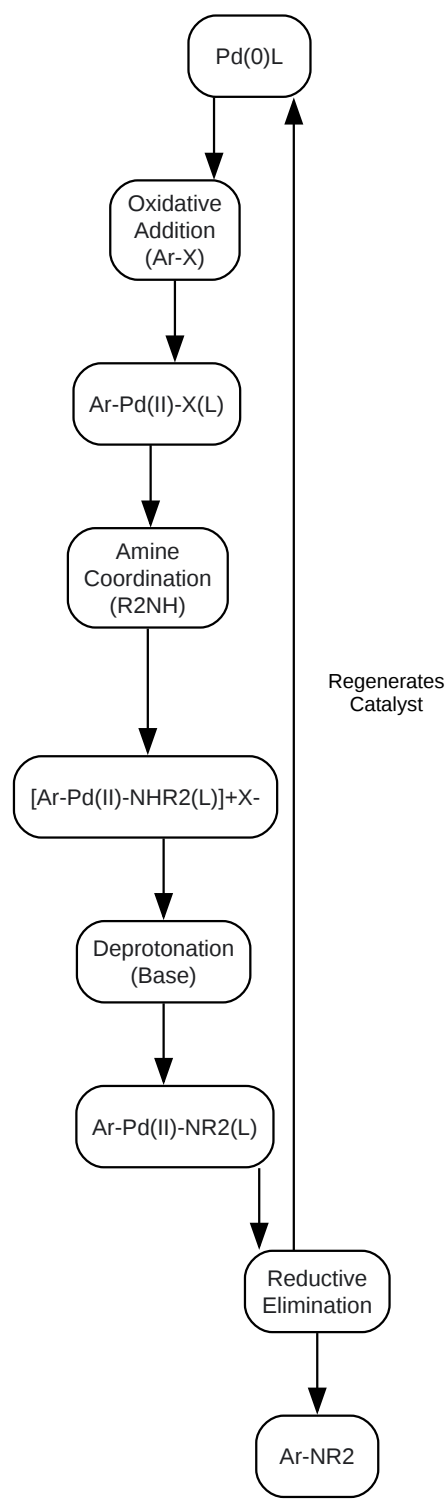 Pd(0)L
Oxidative
Addition
(Ar-X)
Ar-Pd(II)-X(L)
Amine
Coordination
(R2NH)
Regenerates
Catalyst
[Ar-Pd(II)-NHR2(L)]+X-
Deprotonation
(Base)
Ar-Pd(II)-NR2(L)
Reductive
Elimination
Ar-NR2